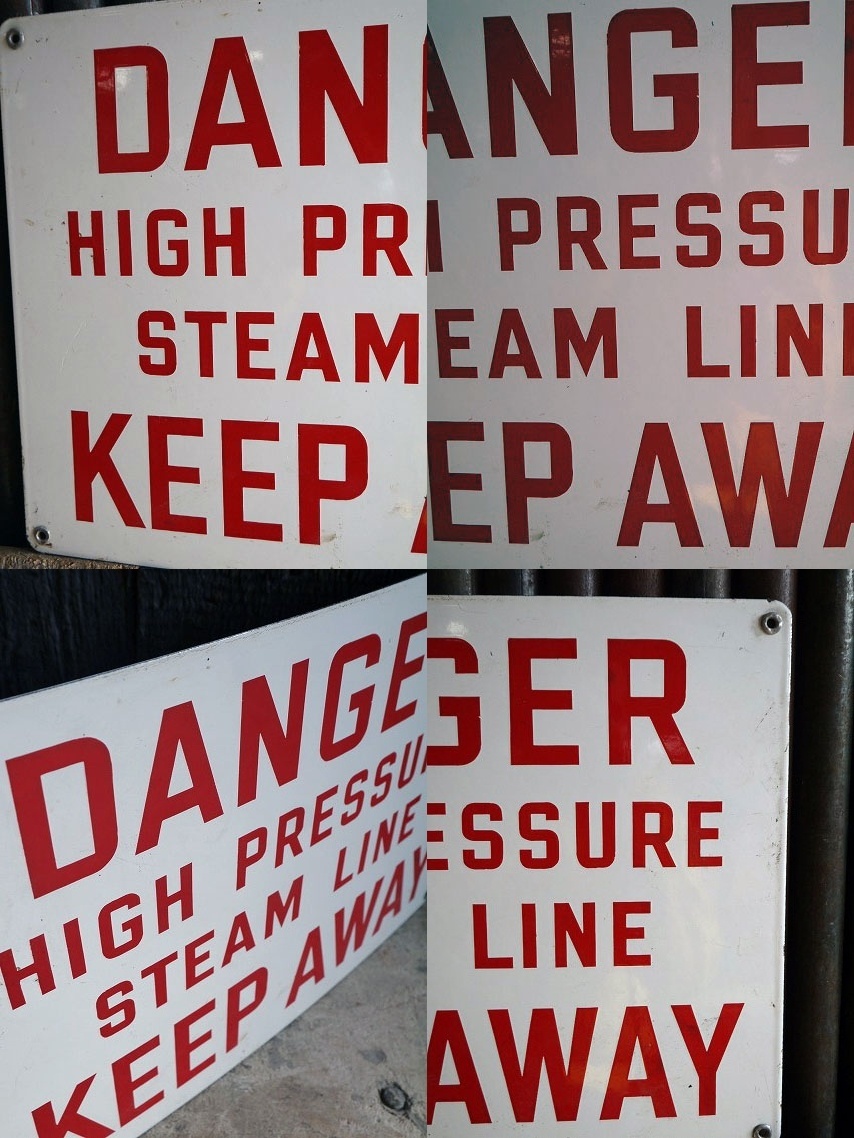 DAN
HIGH PR
STEAM
KEEP
ANGE
PRESSU
EAM LIN
EP AWA
DANGE
HIGH PRESSU
STEAM LINE
KEEP AWAY
GER
ESSURE
LINE
AWAY